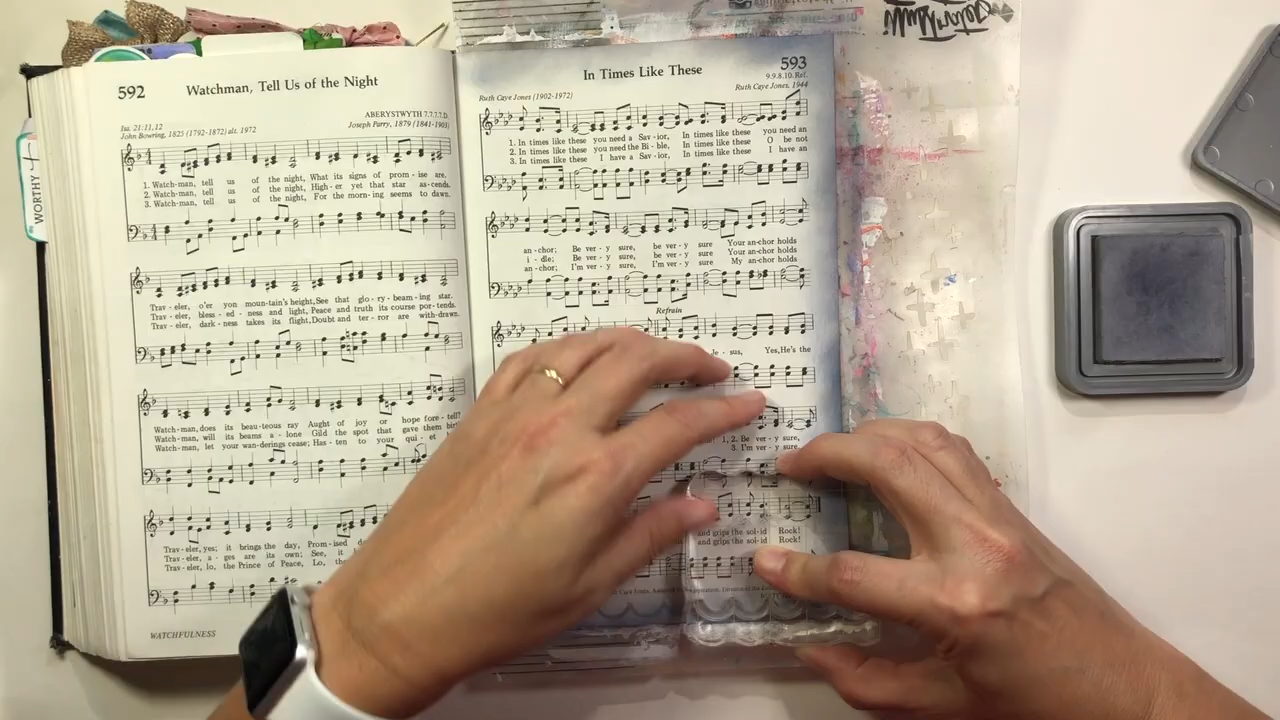 592
Watchman, Tell Us of the Night
Isa. 21:11,12
John Bowring, 1825 (1792-1872) alt. 1972
ABERYSTWYTH 7.7.7.7.D.
Joseph Parry, 1879 (1841-1903)
1. Watch-man, tell us of the night, What its signs of prom-ise are.
2. Watch-man, tell us of the night, High-er yet that star as-cends.
3. Watch-man, tell us of the night, For the morn-ing seems to dawn.
Trav-eler, o'er yon moun-tain's height, See that glo-ry-beam-ing star.
Trav-eler, bless-ed-ness and light, Peace and truth its course por-tends.
Trav-eler, dark-ness takes its flight, Doubt and ter-ror are with-drawn.
Watch-man, does its beau-teous ray Aught of joy or hope fore-tell?
Watch-man, will its beams a-lone Gild the spot that gave them
Watch-man, let your wan-derings cease; Has-ten to your qui-et
Trav-eler, yes; it brings the day, Prom-ised
Trav-eler, a-ges are its own; See, it
Trav-eler, lo, the Prince of Peace, Lo,
WATCHFULNESS
WORTHY
593
In Times Like These
9.9.8.10.Ref.
Ruth Caye Jones (1902-1972)
Ruth Caye Jones, 1944
1. In times like these you need a Sav-ior, In times like these you need an
2. In times like these you need the Bi-ble, In times like these O be not
3. In times like these I have a Sav-ior, In times like these I have an
an-chor; Be ver-y sure, be ver-y sure Your an-chor holds
i-dle; Be ver-y sure, be ver-y sure Your an-chor holds
an-chor; I'm ver-y sure, I'm ver-y sure My an-chor holds
Refrain
Je-sus, Yes, He's the
1, 2. Be ver-y sure,
3. I'm ver-y sure,
and grips the sol-id Rock!
and grips the sol-id Rock!